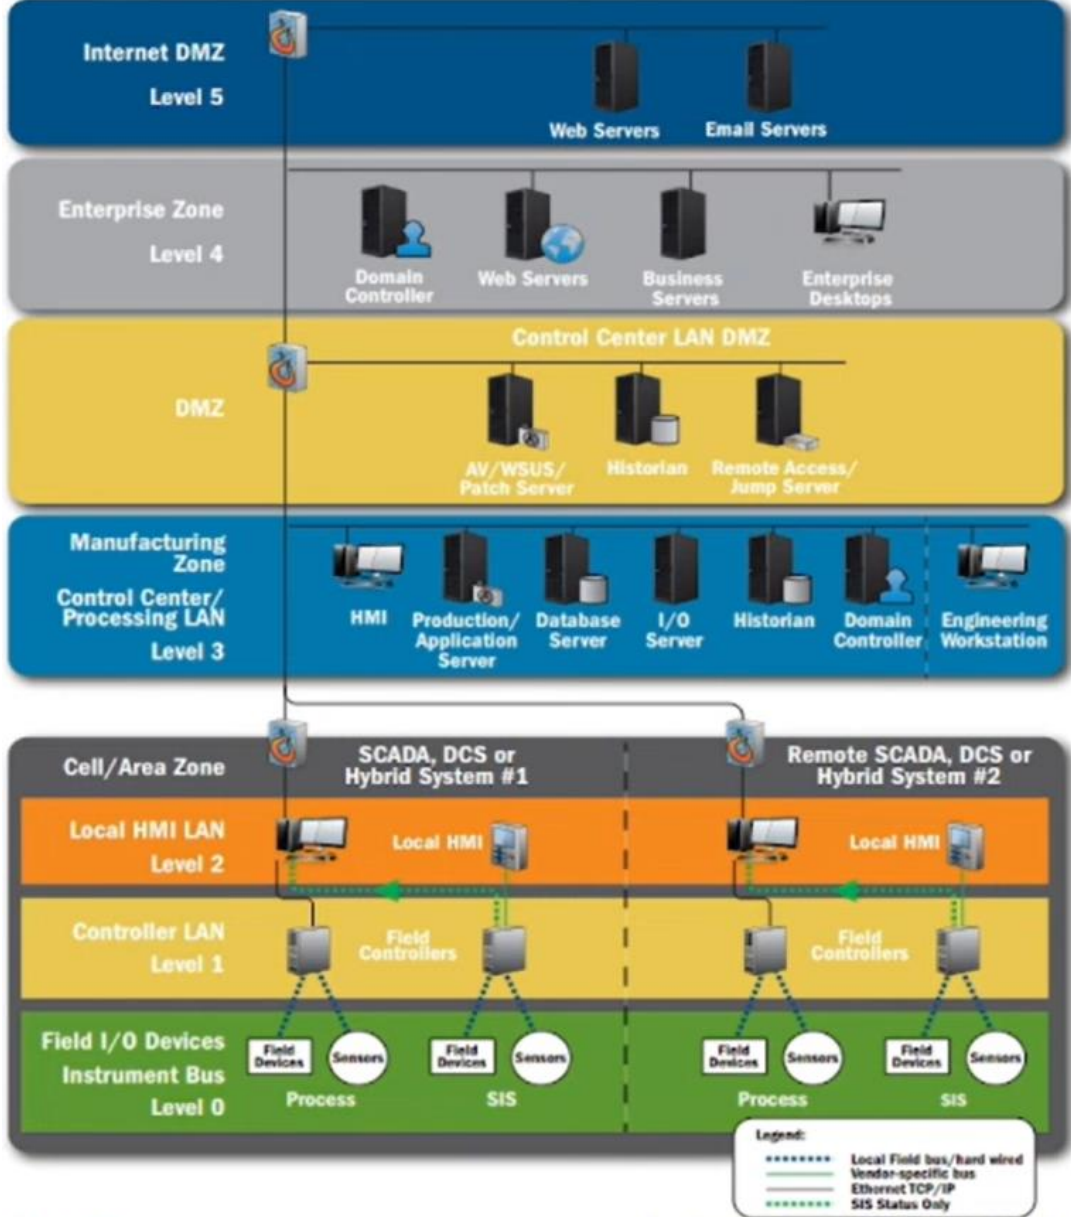 Internet DMZ
Level 5
Web Servers
Email Servers
Enterprise Zone
Level 4
Domain
Controller
Web Servers
Business
Servers
Enterprise
Desktops
Control Center LAN DMZ
DMZ
AV/WSUS/
Patch Server
Historian
Remote Access/
Jump Server
Manufacturing
Zone
Control Center/
Processing LAN
Level 3
HMI
Production/
Application
Server
Database
Server
I/O
Server
Historian
Domain
Controller
Engineering
Workstation
Cell/Area Zone
SCADA, DCS or
Hybrid System #1
Remote SCADA, DCS or
Hybrid System #2
Local HMI LAN
Level 2
Local HMI
Local HMI
Controller LAN
Level 1
Field
Controllers
Field
Controllers
Field I/O Devices
Instrument Bus
Level 0
Field
Devices
Sensors
Process
Field
Devices
Sensors
SIS
Field
Devices
Sensors
Process
Field
Devices
Sensors
SIS
Legend:
Local Field bus/hard wired
Vendor-specific bus
Ethernet TCP/IP
SIS Status Only